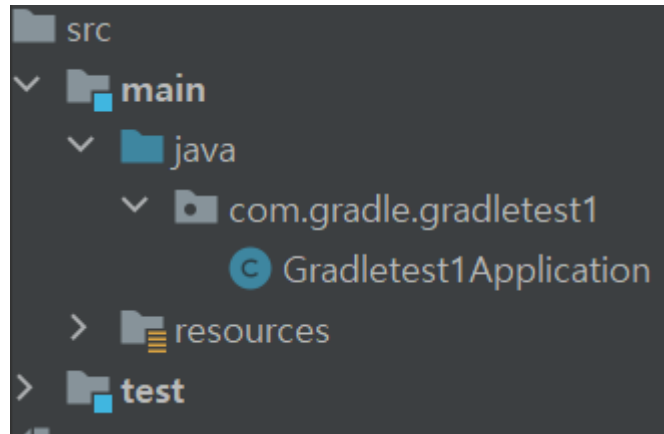 src
main
java
com.gradle.gradletest1
C Gradletest1Application
resources
test